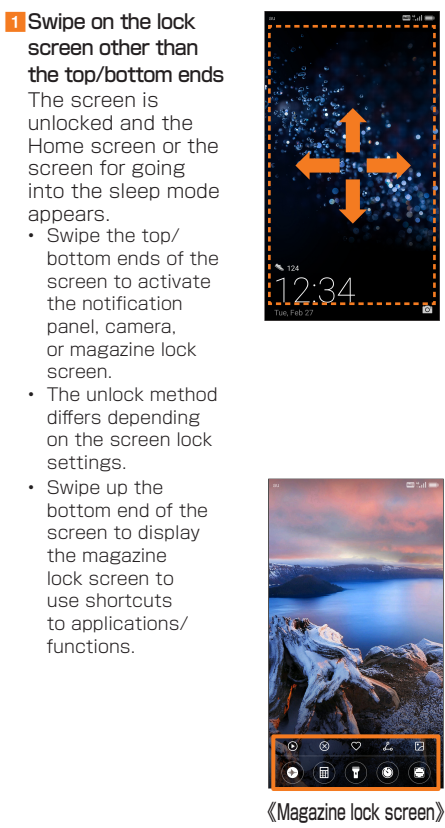 1 Swipe on the lock
screen other than
the top/bottom ends
The screen is
unlocked and the
Home screen or the
screen for going
into the sleep mode
appears.
• Swipe the top/
bottom ends of the
screen to activate
the notification
panel, camera,
or magazine lock
screen.
• The unlock method
differs depending
on the screen lock
settings.
• Swipe up the
bottom end of the
screen to display
the magazine
lock screen to
use shortcuts
to applications/
functions.
au
124
12:34
Tue, Feb 27
au
《Magazine lock screen》